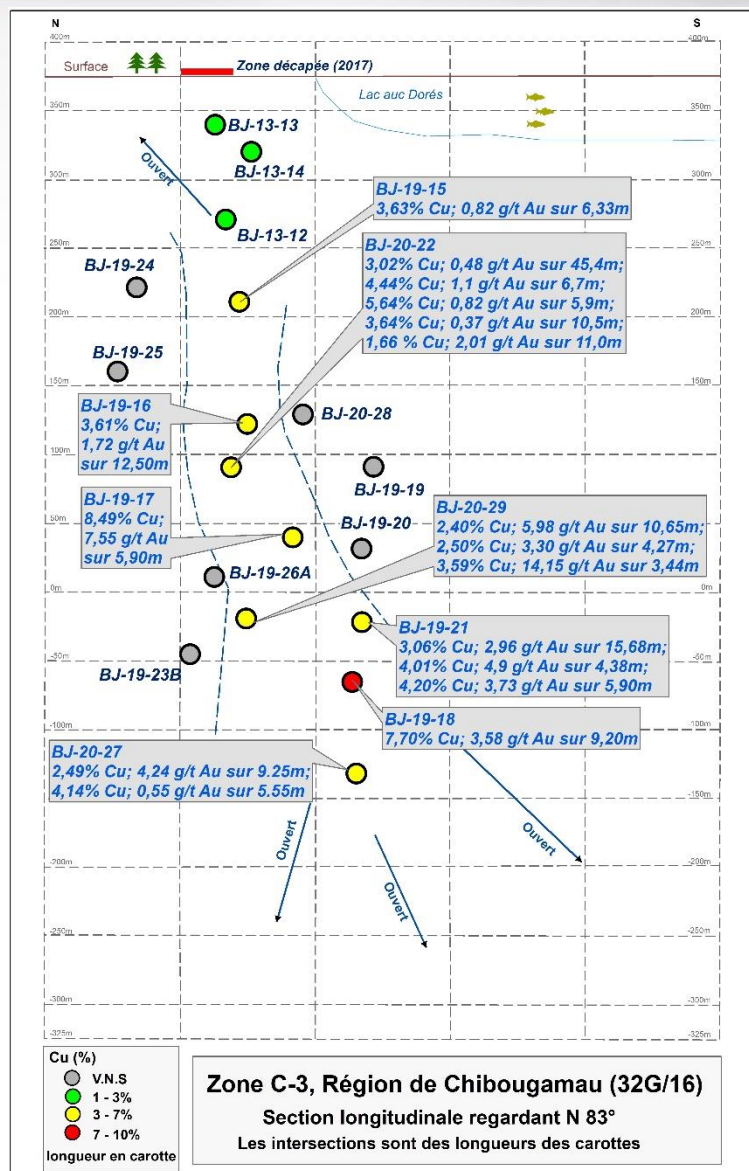 N
S
400m
400m
Surface
Zone décapée (2017)
Lac auc Dorés
350m
350m
BJ-13-13
BJ-13-14
Ouvert
300m
300m
BJ-13-12
BJ-19-15
3,63% Cu; 0,82 g/t Au sur 6,33m
250m
250m
BJ-20-22
3,02% Cu; 0,48 g/t Au sur 45,4m;
4,44% Cu; 1,1 g/t Au sur 6,7m;
5,64% Cu; 0,82 g/t Au sur 5,9m;
3,64% Cu; 0,37 g/t Au sur 10,5m;
1,66 % Cu; 2,01 g/t Au sur 11,0m;
BJ-19-24
200m
200m
BJ-19-25
150m
150m
BJ-19-16
3,61% Cu;
1,72 g/t Au
sur 12,50m
BJ-20-28
100m
100m
BJ-19-19
BJ-19-17
8,49% Cu;
7,55 g/t Au
sur 5,90m
50m
50m
BJ-19-20
BJ-20-29
2,40% Cu; 5,98 g/t Au sur 10,65m;
2,50% Cu; 3,30 g/t Au sur 4,27m;
3,59% Cu; 14,15 g/t Au sur 3,44m
BJ-19-26A
0m
0m
BJ-19-21
3,06% Cu; 2,96 g/t Au sur 15,68m;
4,01% Cu; 4,9 g/t Au sur 4,38m;
4,20% Cu; 3,73 g/t Au sur 5,90m
-50m
-50m
BJ-19-23B
BJ-19-18
7,70% Cu; 3,58 g/t Au sur 9,20m
-100m
-100m
BJ-20-27
2,49% Cu; 4,24 g/t Au sur 9.25m;
4,14% Cu; 0,55 g/t Au sur 5.55m
-150m
-150m
Ouvert
Ouvert
Ouvert
-200m
-200m
-250m
-250m
-300m
-300m
-325m
-325m
Cu (%)
V.N.S
1 - 3%
3 - 7%
7 - 10%
longueur en carotte
Zone C-3, Région de Chibougamau (32G/16)
Section longitudinale regardant N 83°
Les intersections sont des longueurs des carottes